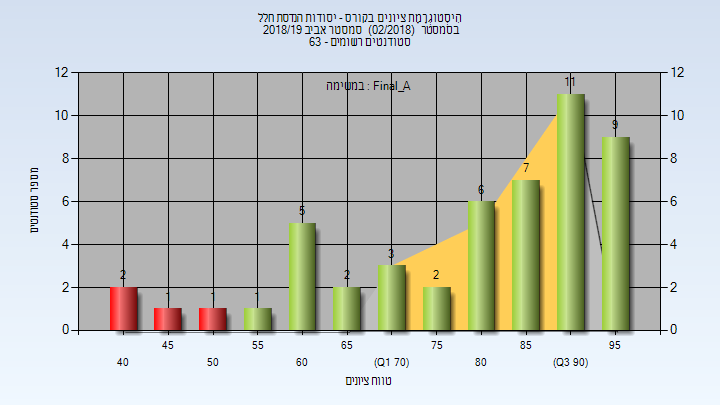 היסטוגרמת ציונים בקורס - יסודות הנדסת חלל
בסמסטר (02/2018) סמסטר אביב 2018/19
סטודנטים רשומים - 63
במשימה : Final_A
12 12
10 10
8 8
6 6
4 4
2 2
0 0
2 1 1 1 5 2 3 2 6 7 11 9
מספר סטודנטים
45 55 65 75 85 95
40 50 60 (Q1 70) 80 (Q3 90)
טווח ציונים